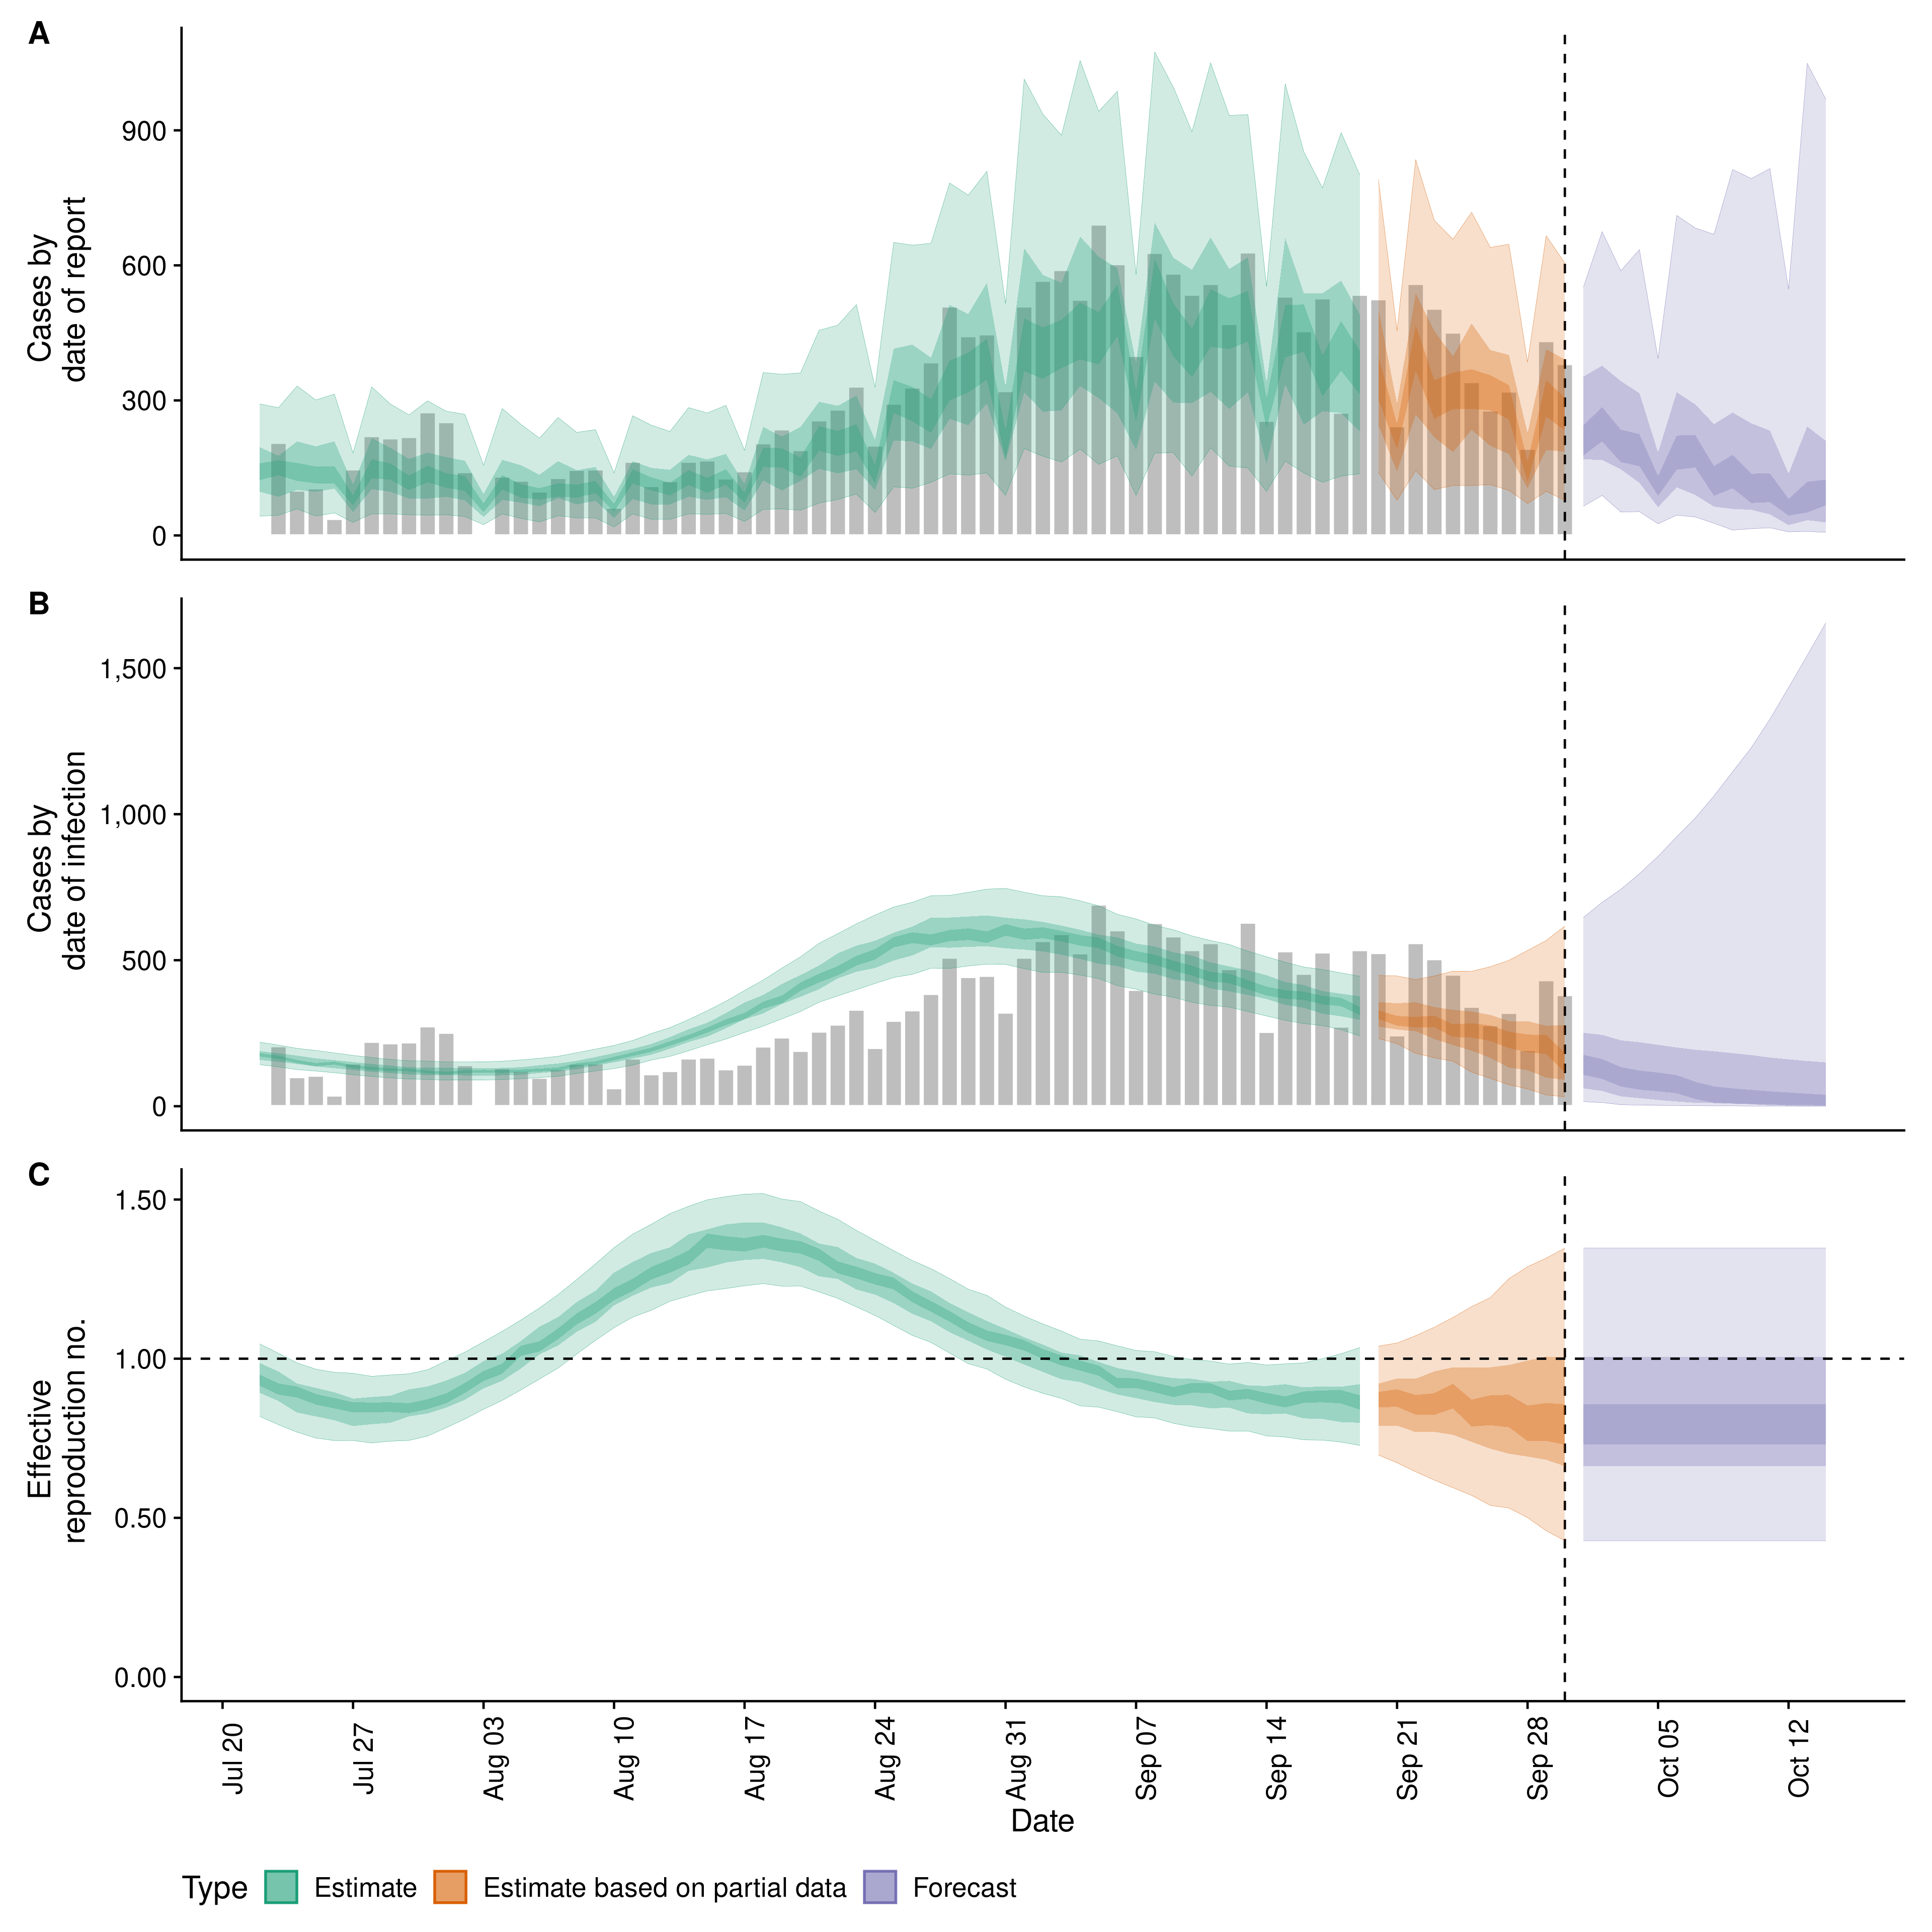 A
Cases by
date of report
900
600
300
0
B
Cases by
date of infection
1,500
1,000
500
0
C
Effective
reproduction no.
1.50
1.00
0.50
0.00
Jul 20
Jul 27
Aug 03
Aug 10
Aug 17
Aug 24
Aug 31
Sep 07
Sep 14
Sep 21
Sep 28
Oct 05
Oct 12
Date
Type Estimate Estimate based on partial data Forecast